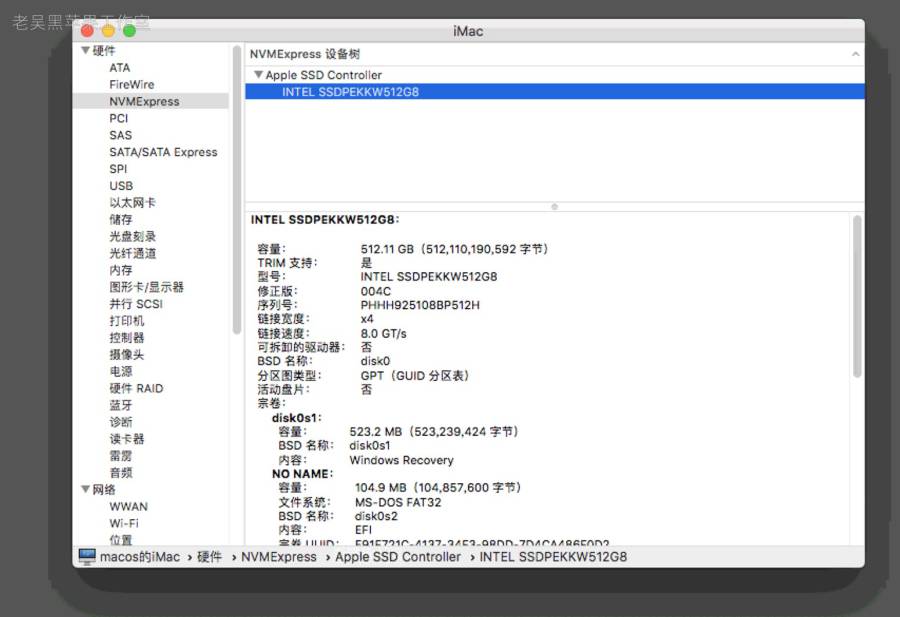 老吴黑苹果工作室
iMac
硬件
ATA
FireWire
NVMExpress
PCI
SAS
SATA/SATA Express
SPI
USB
以太网卡
储存
光盘刻录
光纤通道
内存
图形卡/显示器
并行 SCSI
打印机
控制器
摄像头
电源
硬件 RAID
蓝牙
诊断
读卡器
雷雳
音频
网络
WWAN
Wi-Fi
位置
NVMExpress 设备树
Apple SSD Controller
INTEL SSDPEKKW512G8
INTEL SSDPEKKW512G8:
容量: 512.11 GB（512,110,190,592 字节）
TRIM 支持: 是
型号: INTEL SSDPEKKW512G8
修正版: 004C
序列号: PHHH925108BP512H
链接宽度: x4
链接速度: 8.0 GT/s
可拆卸的驱动器: 否
BSD 名称: disk0
分区图类型: GPT（GUID 分区表）
活动盘片: 否
宗卷:
disk0s1:
容量: 523.2 MB（523,239,424 字节）
BSD 名称: disk0s1
内容: Windows Recovery
NO NAME:
容量: 104.9 MB（104,857,600 字节）
文件系统: MS-DOS FAT32
BSD 名称: disk0s2
内容: EFI
宗卷 UUID:
macos的iMac › 硬件 › NVMExpress › Apple SSD Controller › INTEL SSDPEKKW512G8